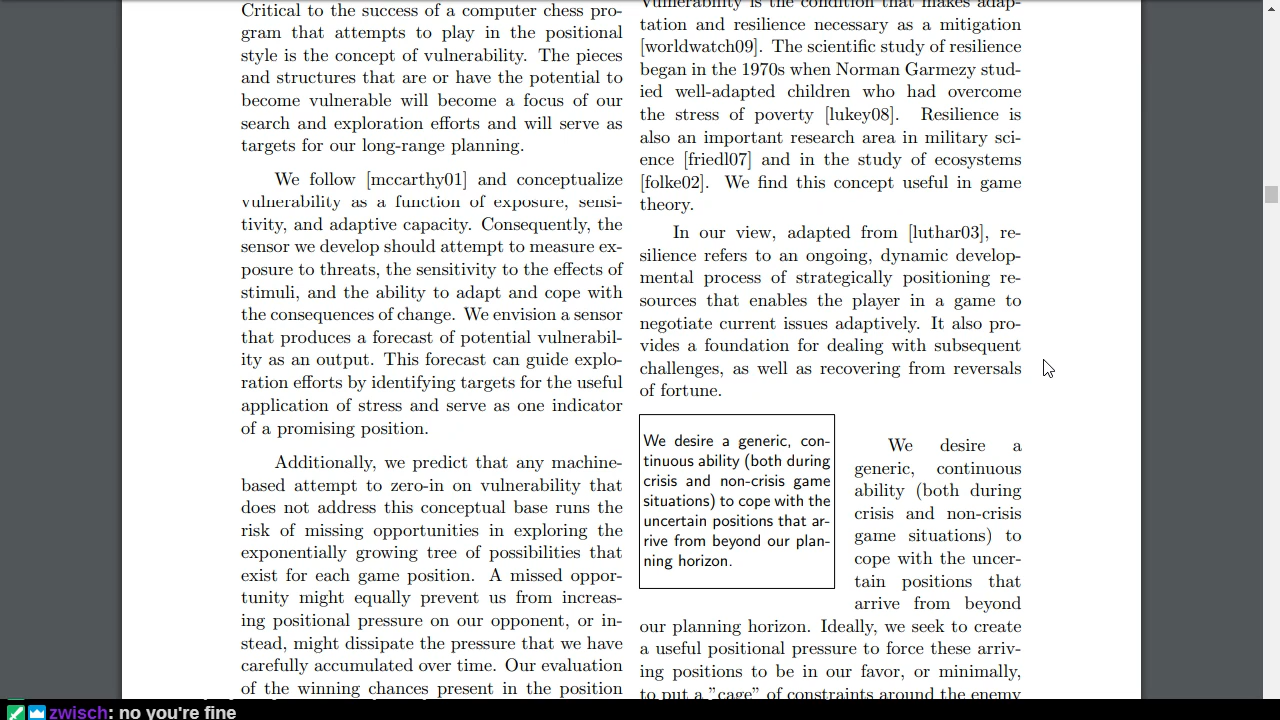 Critical to the success of a computer chess pro-
gram that attempts to play in the positional
style is the concept of vulnerability. The pieces
and structures that are or have the potential to
become vulnerable will become a focus of our
search and exploration efforts and will serve as
targets for our long-range planning.
We follow [mccarthy01] and conceptualize
vulnerability as a function of exposure, sensi-
tivity, and adaptive capacity. Consequently, the
sensor we develop should attempt to measure ex-
posure to threats, the sensitivity to the effects of
stimuli, and the ability to adapt and cope with
the consequences of change. We envision a sensor
that produces a forecast of potential vulnerabil-
ity as an output. This forecast can guide explo-
ration efforts by identifying targets for the useful
application of stress and serve as one indicator
of a promising position.
Additionally, we predict that any machine-
based attempt to zero-in on vulnerability that
does not address this conceptual base runs the
risk of missing opportunities in exploring the
exponentially growing tree of possibilities that
exist for each game position. A missed oppor-
tunity might equally prevent us from increas-
ing positional pressure on our opponent, or in-
stead, might dissipate the pressure that we have
carefully accumulated over time. Our evaluation
of the winning chances present in the position
Vulnerability is the condition that makes adap-
tation and resilience necessary as a mitigation
[worldwatch09]. The scientific study of resilience
began in the 1970s when Norman Garmezy stud-
ied well-adapted children who had overcome
the stress of poverty [lukey08]. Resilience is
also an important research area in military sci-
ence [friedl07] and in the study of ecosystems
[folke02]. We find this concept useful in game
theory.
In our view, adapted from [luthar03], re-
silience refers to an ongoing, dynamic develop-
mental process of strategically positioning re-
sources that enables the player in a game to
negotiate current issues adaptively. It also pro-
vides a foundation for dealing with subsequent
challenges, as well as recovering from reversals
of fortune.
We desire a generic, con-
tinuous ability (both during
crisis and non-crisis game
situations) to cope with the
uncertain positions that ar-
rive from beyond our plan-
ning horizon.
We desire a
generic, continuous
ability (both during
crisis and non-crisis
game situations) to
cope with the uncer-
tain positions that
arrive from beyond
our planning horizon. Ideally, we seek to create
a useful positional pressure to force these arriv-
ing positions to be in our favor, or minimally,
to put a "cage" of constraints around the enemy
zwisch: no you're fine